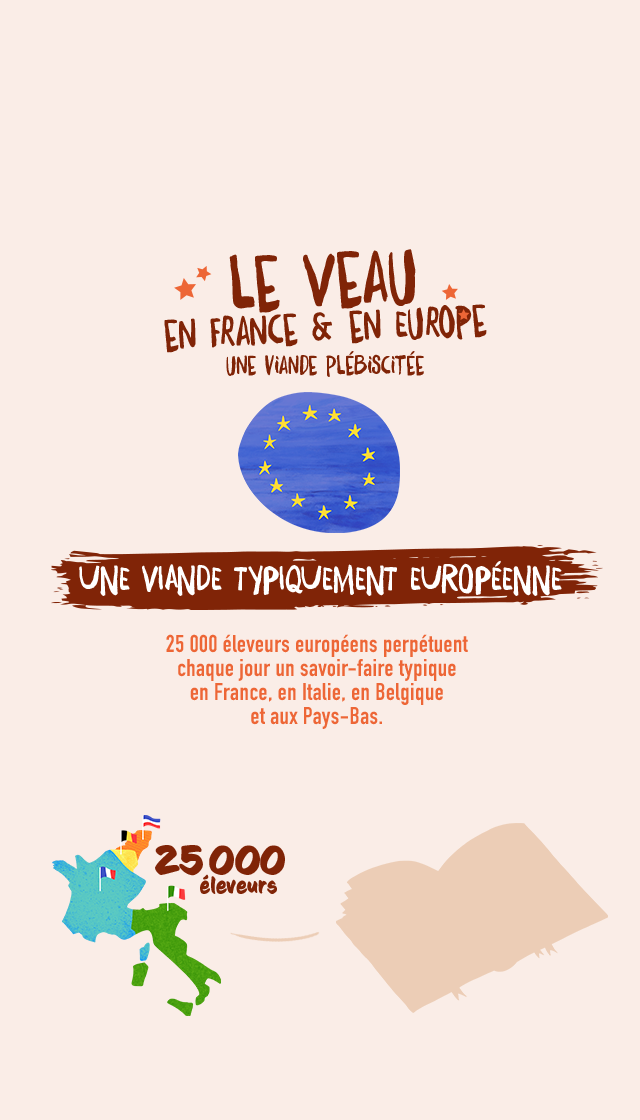 LE VEAU
EN FRANCE & EN EUROPE
UNE VIANDE PLÉBISCITÉE
UNE VIANDE TYPIQUEMENT EUROPÉENNE
25 000 éleveurs européens perpétuent
chaque jour un savoir-faire typique
en France, en Italie, en Belgique
et aux Pays-Bas.
25 000
éleveurs